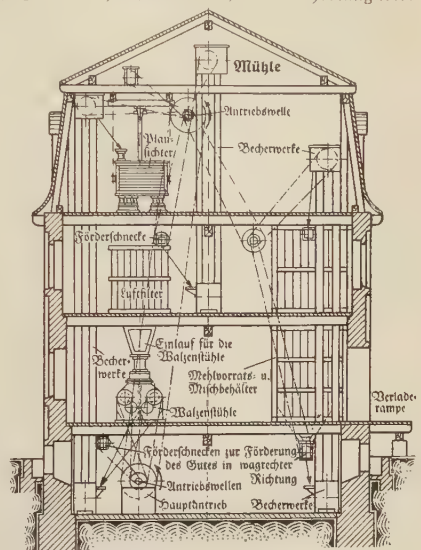 Mühle
Antriebswelle
Plan-
sichter
Becherwerke
Förderschnecke
Luftfilter
Einlauf für die
Walzenstühle
Becher-
werke
Mehlvorrats- u.
Mischbehälter
Verlade-
rampe
Walzenstühle
Förderschnecken zur Förderung
des Gutes in wagrechter
Richtung
Antriebswellen
Hauptantrieb
Becherwerke